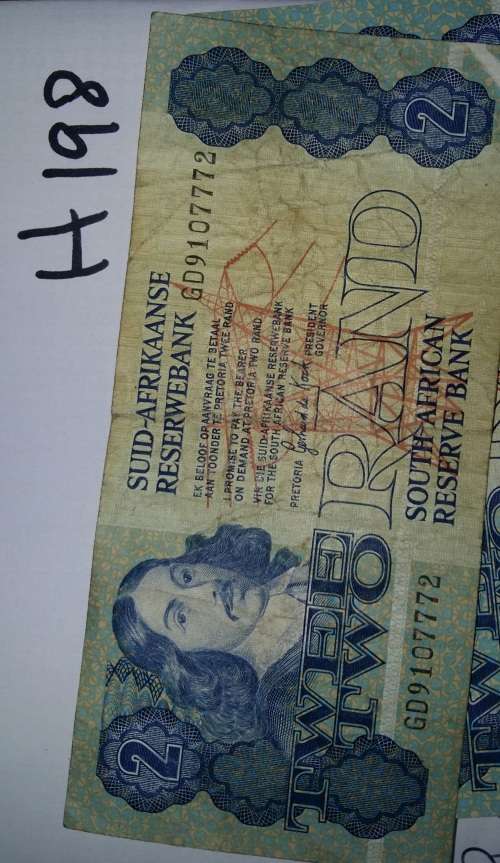 H 198
SUID-AFRIKAANSE
RESERWEBANK
GD9107772
2
EK BELOOF OP AANVRAAG TE BETAAL
AAN TOONDER TE PRETORIA TWEE RAND
I PROMISE TO PAY THE BEARER
ON DEMAND AT PRETORIA TWO RAND
VIR DIE SUID-AFRIKAANSE RESERWEBANK
FOR THE SOUTH AFRICAN RESERVE BANK
PRETORIA
PRESIDENT
GOVERNOR
TWEE
TWO
RAND
SOUTH AFRICAN
RESERVE BANK
GD9107772
2